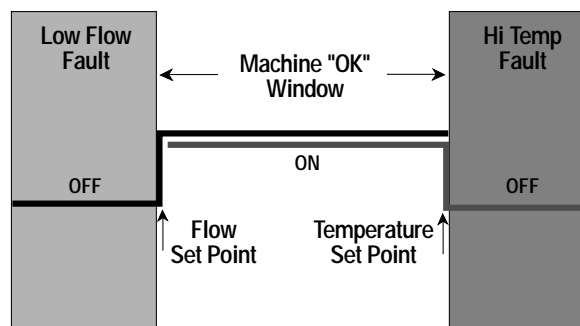 Low Flow
Fault
Machine "OK"
Window
Hi Temp
Fault
OFF
ON
OFF
Flow
Set Point
Temperature
Set Point